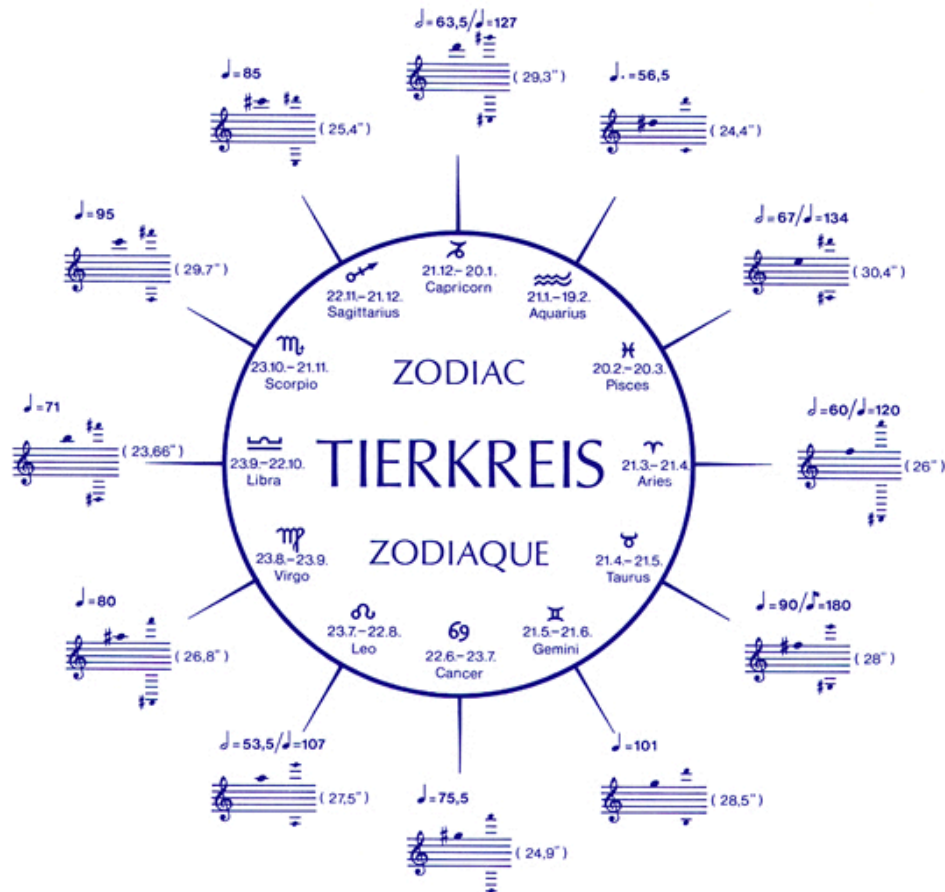 𝅗𝅥=63,5/♩=127
(29,3")
♩=85
(25,4")
♩.=56,5
(24,4")
♩=95
(29,7")
𝅗𝅥=67/♩=134
(30,4")
21.12.–20.1.
Capricorn
22.11.–21.12.
Sagittarius
21.1.–19.2.
Aquarius
23.10.–21.11.
Scorpio
20.2.–20.3.
Pisces
ZODIAC
♩=71
(23,66")
23.9.–22.10.
Libra
TIERKREIS
21.3.–21.4.
Aries
𝅗𝅥=60/♩=120
(26")
23.8.–23.9.
Virgo
ZODIAQUE
21.4.–21.5.
Taurus
♩=80
(26,8")
23.7.–22.8.
Leo
22.6.–23.7.
Cancer
21.5.–21.6.
Gemini
♩=90/♪=180
(28")
𝅗𝅥=53,5/♩=107
(27,5")
♩=75,5
(24,9")
♩=101
(28,5")